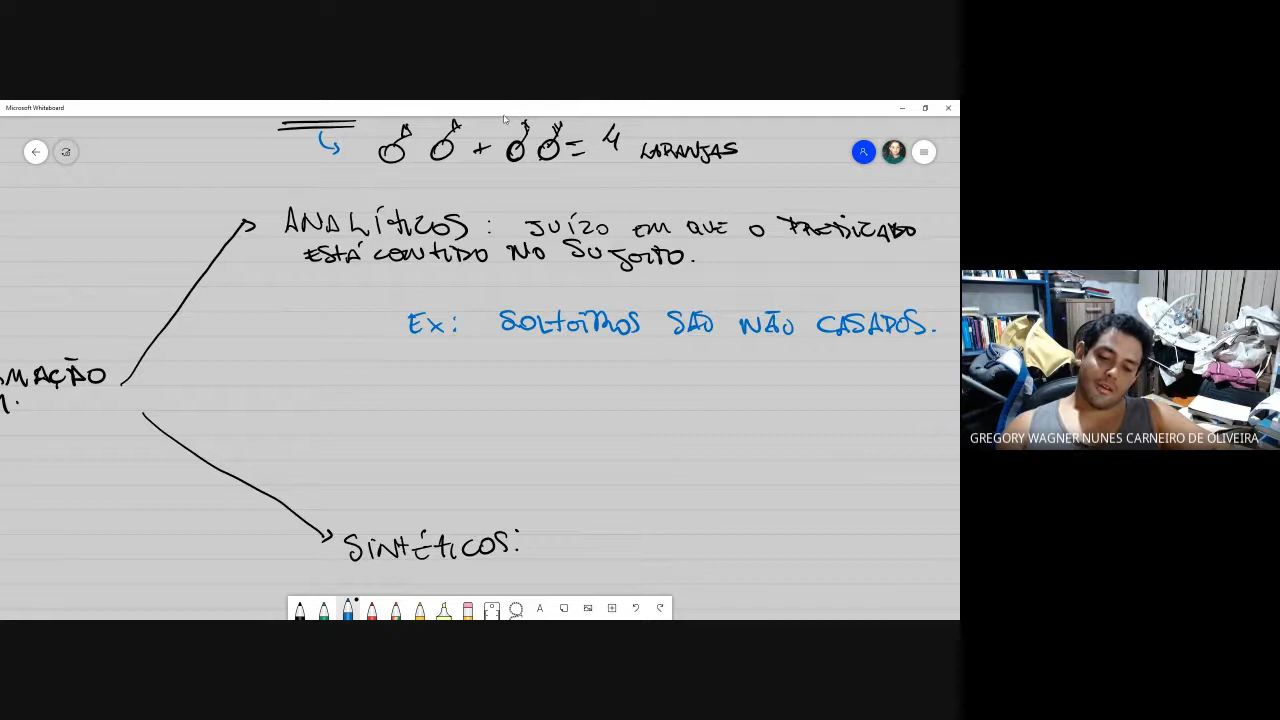 Microsoft Whiteboard
+ = 4 LARANJAS
ANALÍTICOS: JUÍZO EM QUE O PREDICADO
ESTÁ CONTIDO NO SUJEITO.
EX: SOLTEIROS SÃO NÃO CASADOS.
MAÇÃO
SINTÉTICOS:
A
GREGORY WAGNER NUNES CARNEIRO DE OLIVEIRA